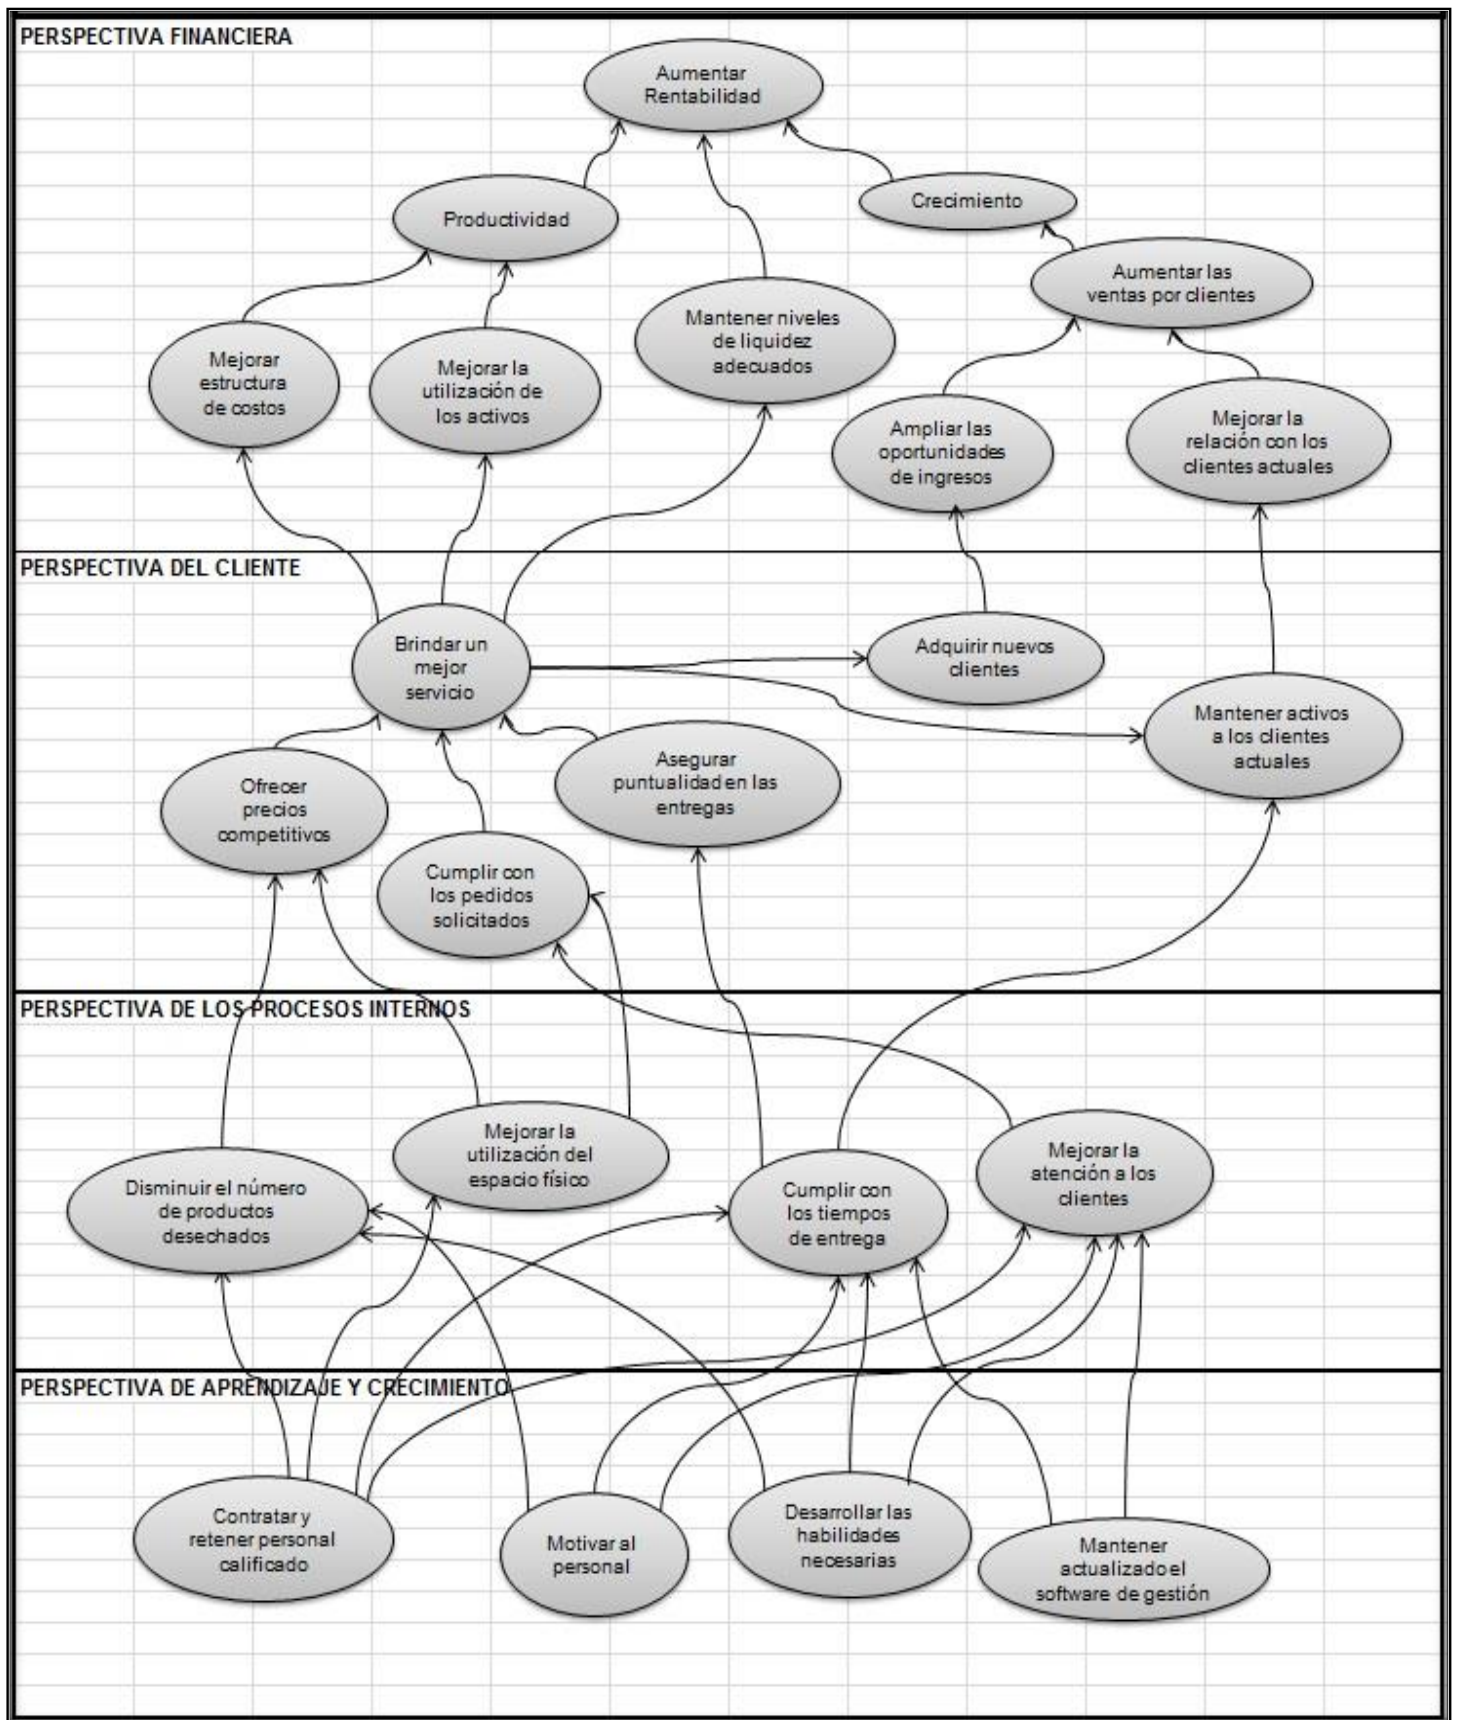 PERSPECTIVA FINANCIERA
Aumentar
Rentabilidad
Productividad
Crecimiento
Aumentar las
ventas por clientes
Mejorar
estructura
de costos
Mejorar la
utilización de
los activos
Mantener niveles
de liquidez
adecuados
Ampliar las
oportunidades
de ingresos
Mejorar la
relación con los
clientes actuales
PERSPECTIVA DEL CLIENTE
Brindar un
mejor
servicio
Adquirir nuevos
clientes
Mantener activos
a los clientes
actuales
Ofrecer
precios
competitivos
Asegurar
puntualidad en las
entregas
Cumplir con
los pedidos
solicitados
PERSPECTIVA DE LOS PROCESOS INTERNOS
Disminuir el número
de productos
desechados
Mejorar la
utilización del
espacio físico
Cumplir con
los tiempos
de entrega
Mejorar la
atención a los
clientes
PERSPECTIVA DE APRENDIZAJE Y CRECIMIENTO
Contratar y
retener personal
calificado
Motivar al
personal
Desarrollar las
habilidades
necesarias
Mantener
actualizado el
software de gestión